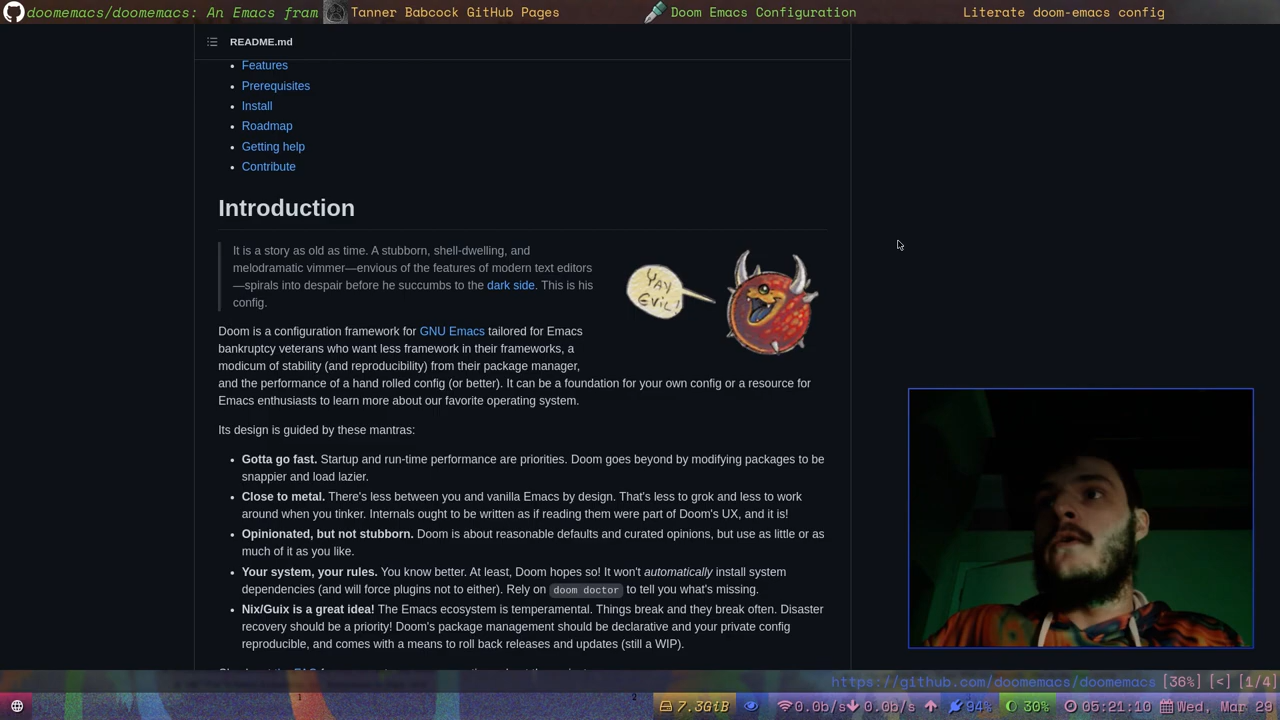 doomemacs/doomemacs: An Emacs fram
Tanner Babcock GitHub Pages
Doom Emacs Configuration
Literate doom-emacs config
README.md
Features
Prerequisites
Install
Roadmap
Getting help
Contribute
Introduction
It is a story as old as time. A stubborn, shell-dwelling, and
melodramatic vimmer—envious of the features of modern text editors
—spirals into despair before he succumbs to the dark side. This is his
config.
YAY
EVIL!
Doom is a configuration framework for GNU Emacs tailored for Emacs
bankruptcy veterans who want less framework in their frameworks, a
modicum of stability (and reproducibility) from their package manager,
and the performance of a hand rolled config (or better). It can be a foundation for your own config or a resource for
Emacs enthusiasts to learn more about our favorite operating system.
Its design is guided by these mantras:
Gotta go fast. Startup and run-time performance are priorities. Doom goes beyond by modifying packages to be
snappier and load lazier.
Close to metal. There's less between you and vanilla Emacs by design. That's less to grok and less to work
around when you tinker. Internals ought to be written as if reading them were part of Doom's UX, and it is!
Opinionated, but not stubborn. Doom is about reasonable defaults and curated opinions, but use as little or as
much of it as you like.
Your system, your rules. You know better. At least, Doom hopes so! It won't automatically install system
dependencies (and will force plugins not to either). Rely on doom doctor to tell you what's missing.
Nix/Guix is a great idea! The Emacs ecosystem is temperamental. Things break and they break often. Disaster
recovery should be a priority! Doom's package management should be declarative and your private config
reproducible, and comes with a means to roll back releases and updates (still a WIP).
https://github.com/doomemacs/doomemacs [36%] [<] [1/4]
1
2
7.3GiB
0.0b/s 0.0b/s
94%
30%
05:21:10
Wed, Mar 29